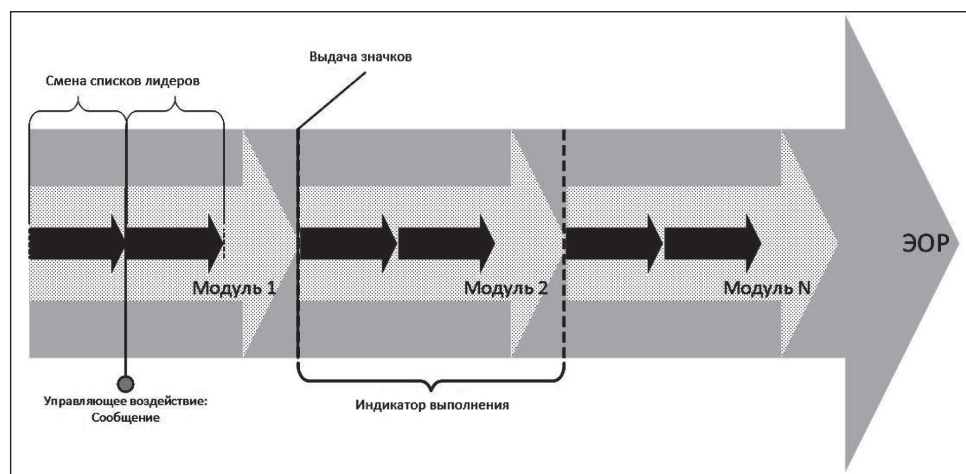 Выдача значков
Смена списков лидеров
ЭОР
Модуль 1
Модуль 2
Модуль N
Управляющее воздействие:
Сообщение
Индикатор выполнения